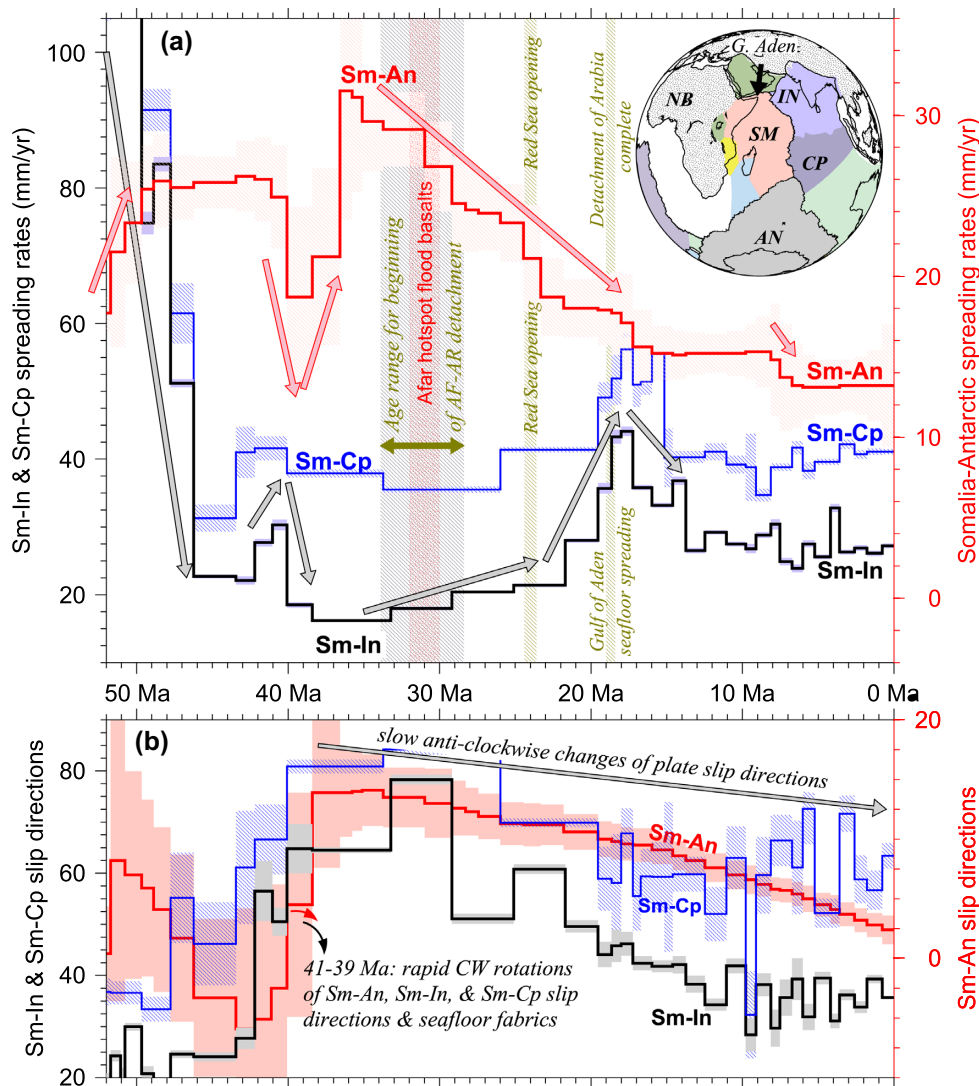 (a)
100
80
60
40
20
Sm-In & Sm-Cp spreading rates (mm/yr)
30
20
10
0
Somalia-Antarctic spreading rates (mm/yr)
Sm-An
Age range for beginning
of AF-AR detachment
Afar hotspot flood basalts
Red Sea opening
Red Sea opening
Detachment of Arabia
complete
Gulf of Aden
seafloor spreading
G. Aden
NB
IN
SM
CP
AN
Sm-An
Sm-Cp
Sm-Cp
Sm-In
Sm-In
50 Ma
40 Ma
30 Ma
20 Ma
10 Ma
0 Ma
(b)
80
60
40
20
Sm-In & Sm-Cp slip directions
20
0
Sm-An slip directions
slow anti-clockwise changes of plate slip directions
Sm-An
Sm-Cp
Sm-In
41-39 Ma: rapid CW rotations
of Sm-An, Sm-In, & Sm-Cp slip
directions & seafloor fabrics